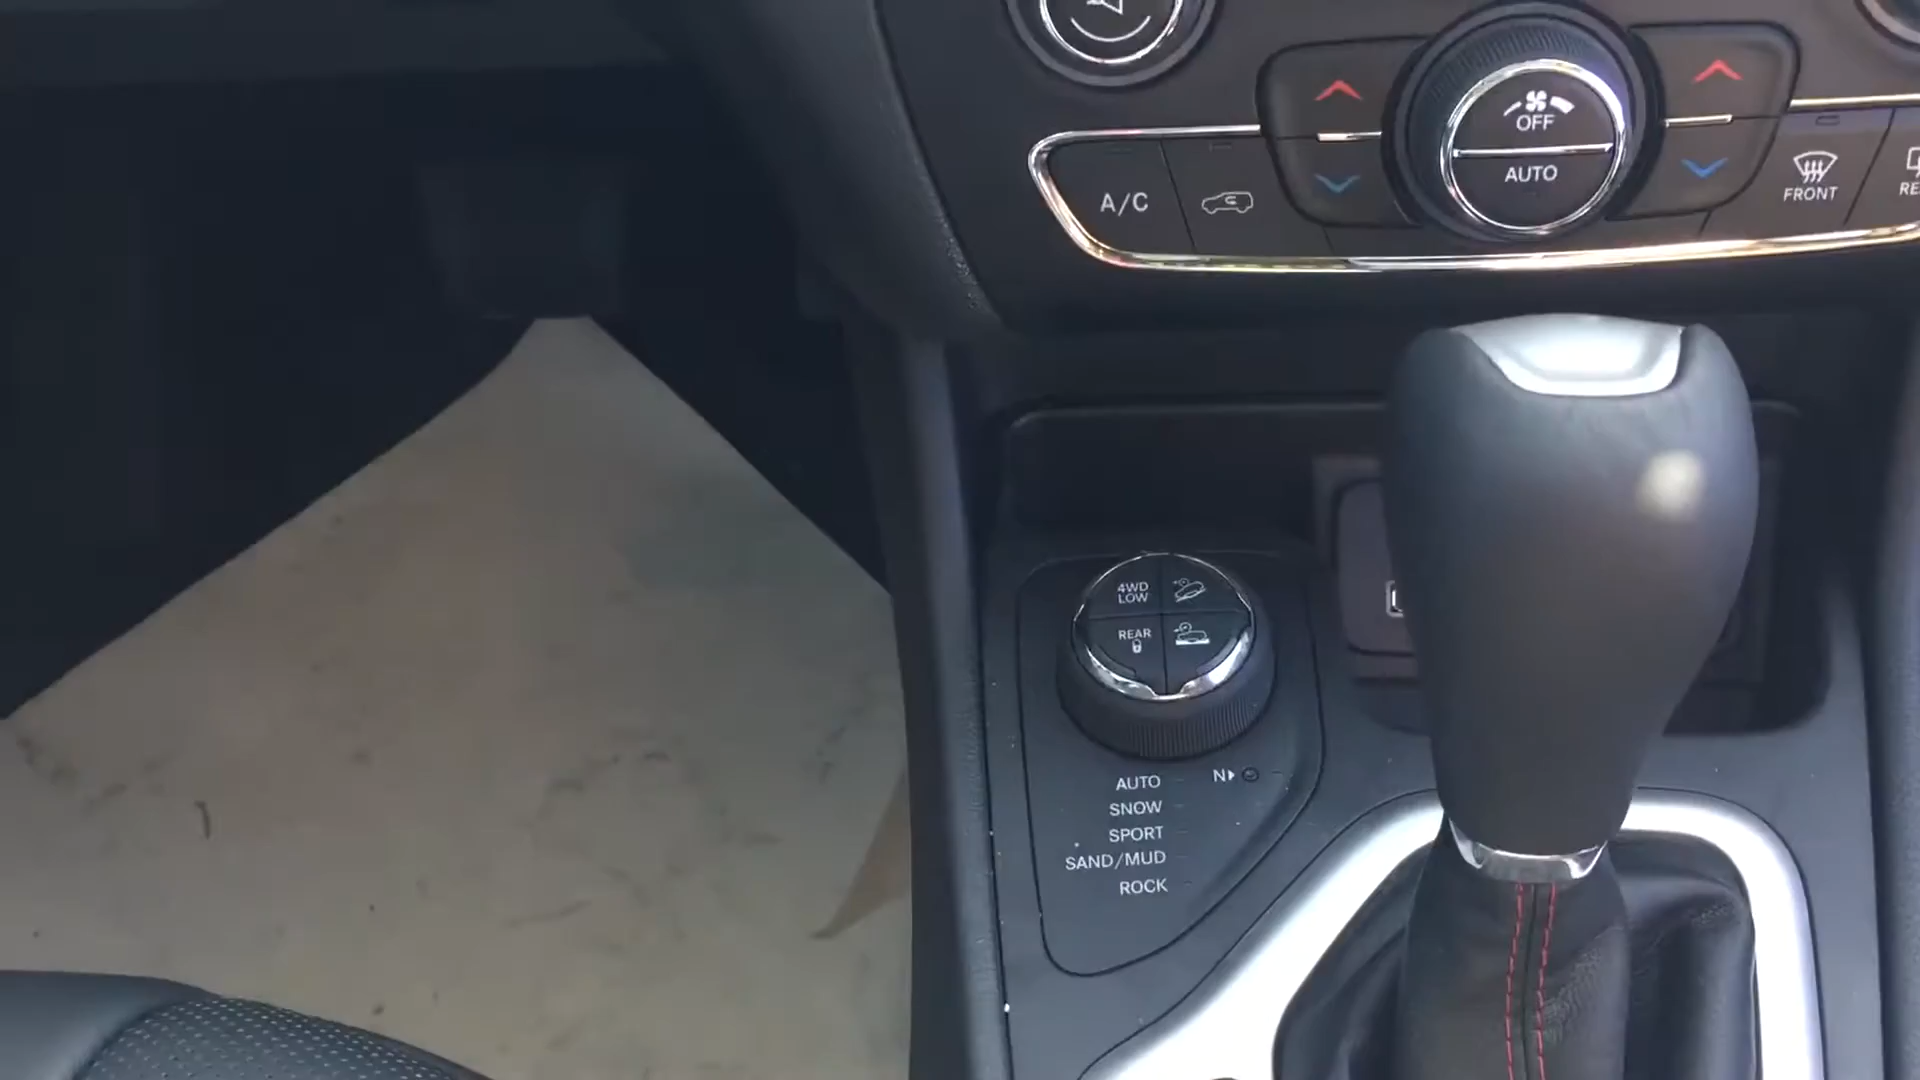 OFF
AUTO
A/C
FRONT
4WD
LOW
REAR
N
AUTO
SNOW
SPORT
SAND/MUD
ROCK